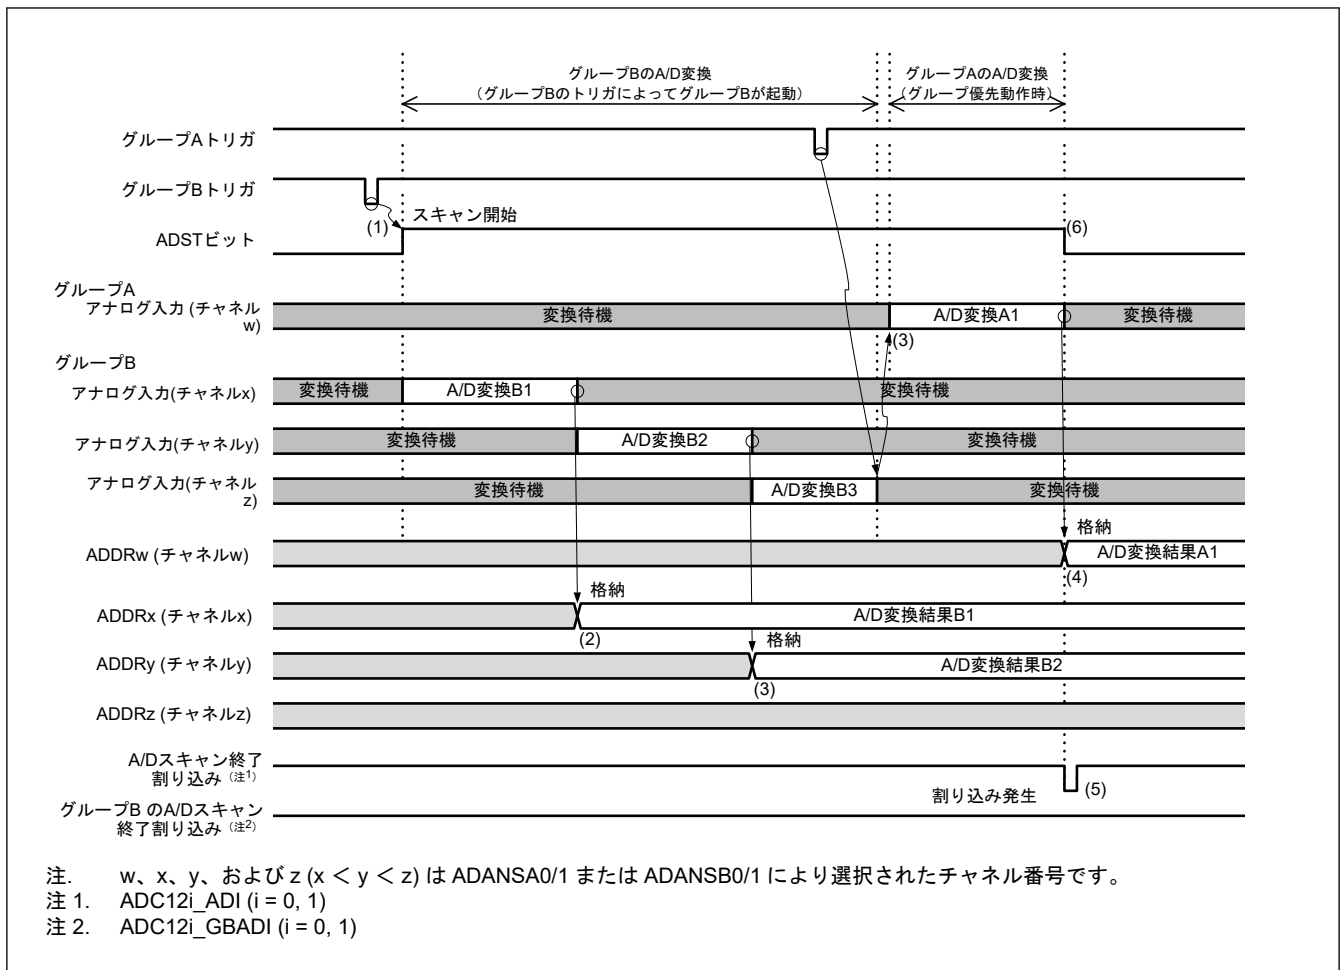 グループBのA/D変換
(グループBのトリガによってグループBが起動)
グループAのA/D変換
(グループ優先動作時)
グループAトリガ
グループBトリガ
(1)
スキャン開始
(6)
ADSTビット
グループA
アナログ入力 (チャネル
w)
変換待機
A/D変換A1
変換待機
(3)
グループB
アナログ入力(チャネルx)
変換待機
A/D変換B1
変換待機
アナログ入力(チャネルy)
変換待機
A/D変換B2
変換待機
アナログ入力(チャネル
z)
変換待機
A/D変換B3
変換待機
格納
ADDRw (チャネルw)
A/D変換結果A1
(4)
格納
ADDRx (チャネルx)
A/D変換結果B1
(2)
格納
ADDRy (チャネルy)
A/D変換結果B2
(3)
ADDRz (チャネルz)
A/Dスキャン終了
割り込み (注1)
割り込み発生
(5)
グループB のA/Dスキャン
終了割り込み (注2)
注. w、x、y、および z (x < y < z) は ADANSA0/1 または ADANSB0/1 により選択されたチャネル番号です。
注 1. ADC12i_ADI (i = 0, 1)
注 2. ADC12i_GBADI (i = 0, 1)